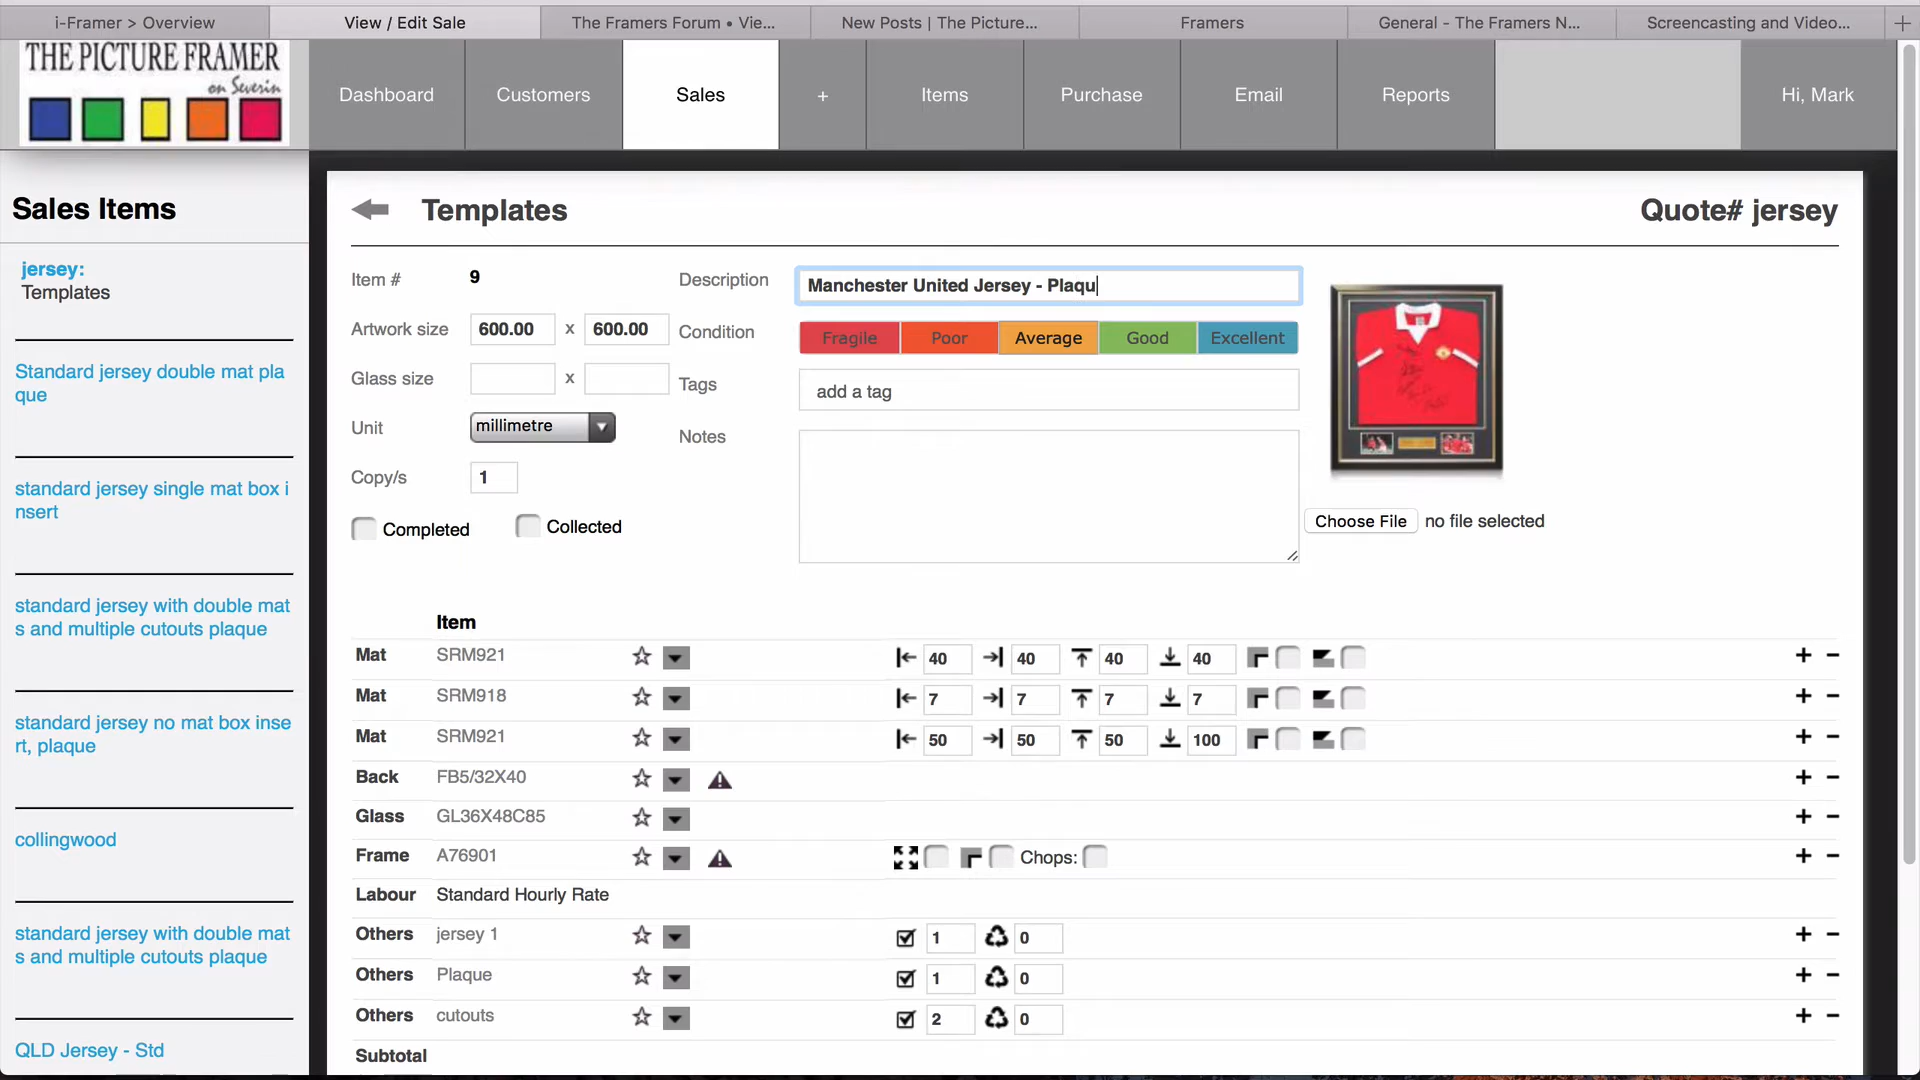 i-Framer > Overview
View / Edit Sale
The Framers Forum • Vie...
New Posts | The Picture...
Framers
General - The Framers N...
Screencasting and Video...
+
THE PICTURE FRAMER
on Severin
Dashboard
Customers
Sales
+
Items
Purchase
Email
Reports
Hi, Mark
Sales Items
jersey:
Templates
Standard jersey double mat pla
que
standard jersey single mat box i
nsert
standard jersey with double mat
s and multiple cutouts plaque
standard jersey no mat box inse
rt, plaque
collingwood
standard jersey with double mat
s and multiple cutouts plaque
QLD Jersey - Std
Templates
Quote# jersey
Item # 9
Description Manchester United Jersey - Plaqu
Artwork size 600.00 x 600.00
Condition Fragile Poor Average Good Excellent
Glass size x
Tags add a tag
Unit millimetre
Notes
Copy/s 1
Completed Collected
Choose File no file selected
Item
Mat SRM921 40 40 40 40 + −
Mat SRM918 7 7 7 7 + −
Mat SRM921 50 50 50 100 + −
Back FB5/32X40 + −
Glass GL36X48C85 + −
Frame A76901 Chops: + −
Labour Standard Hourly Rate
Others jersey 1 1 0 + −
Others Plaque 1 0 + −
Others cutouts 2 0 + −
Subtotal